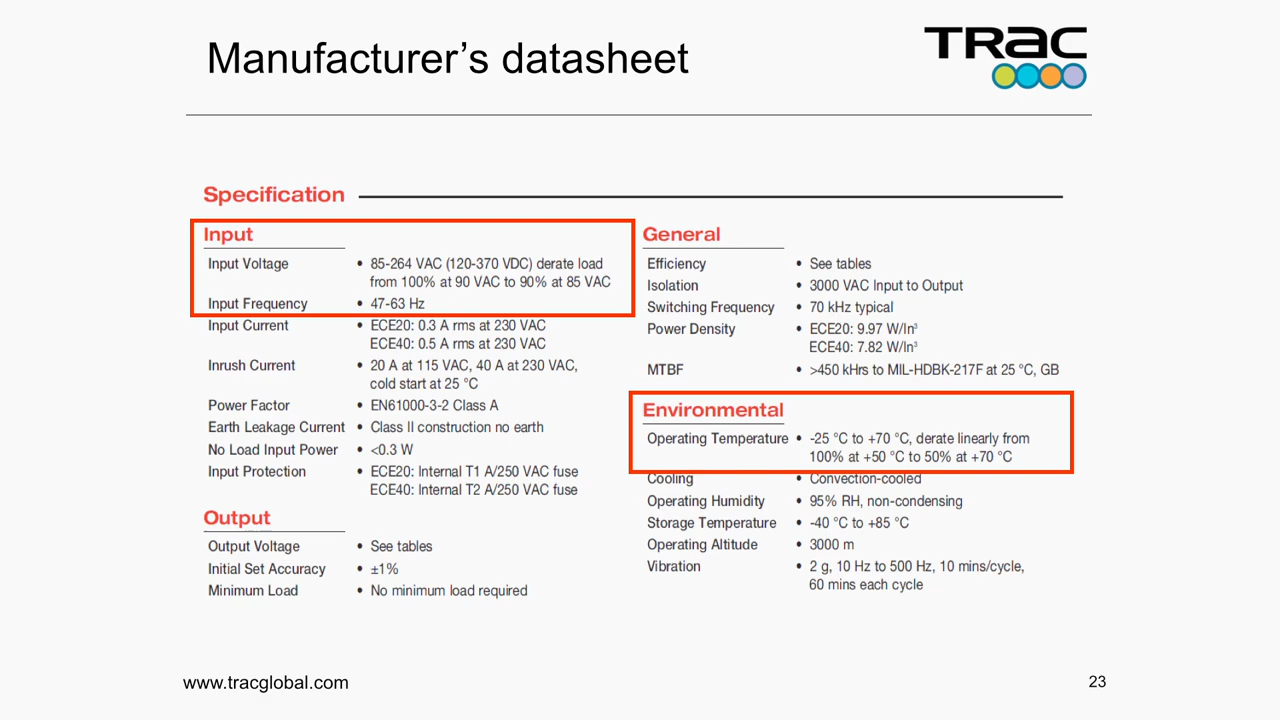 Manufacturer's datasheet
TRaC
Specification
Input
Input Voltage • 85-264 VAC (120-370 VDC) derate load
from 100% at 90 VAC to 90% at 85 VAC
Input Frequency • 47-63 Hz
Input Current • ECE20: 0.3 A rms at 230 VAC
ECE40: 0.5 A rms at 230 VAC
Inrush Current • 20 A at 115 VAC, 40 A at 230 VAC,
cold start at 25 °C
Power Factor • EN61000-3-2 Class A
Earth Leakage Current • Class II construction no earth
No Load Input Power • <0.3 W
Input Protection • ECE20: Internal T1 A/250 VAC fuse
ECE40: Internal T2 A/250 VAC fuse
Output
Output Voltage • See tables
Initial Set Accuracy • ±1%
Minimum Load • No minimum load required
General
Efficiency • See tables
Isolation • 3000 VAC Input to Output
Switching Frequency • 70 kHz typical
Power Density • ECE20: 9.97 W/In³
ECE40: 7.82 W/In³
MTBF • >450 kHrs to MIL-HDBK-217F at 25 °C, GB
Environmental
Operating Temperature • -25 °C to +70 °C, derate linearly from
100% at +50 °C to 50% at +70 °C
Cooling • Convection-cooled
Operating Humidity • 95% RH, non-condensing
Storage Temperature • -40 °C to +85 °C
Operating Altitude • 3000 m
Vibration • 2 g, 10 Hz to 500 Hz, 10 mins/cycle,
60 mins each cycle
www.tracglobal.com
23